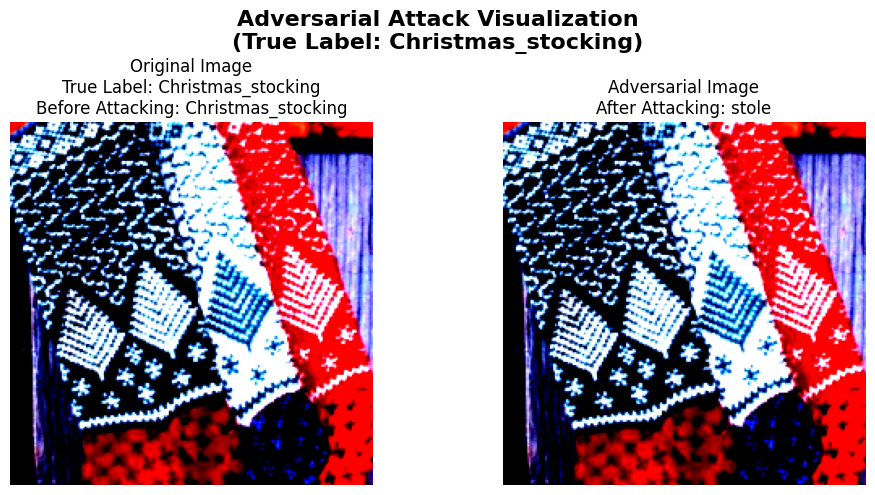 Adversarial Attack Visualization
(True Label: Christmas_stocking)
Original Image
True Label: Christmas_stocking
Before Attacking: Christmas_stocking
Adversarial Image
After Attacking: stole